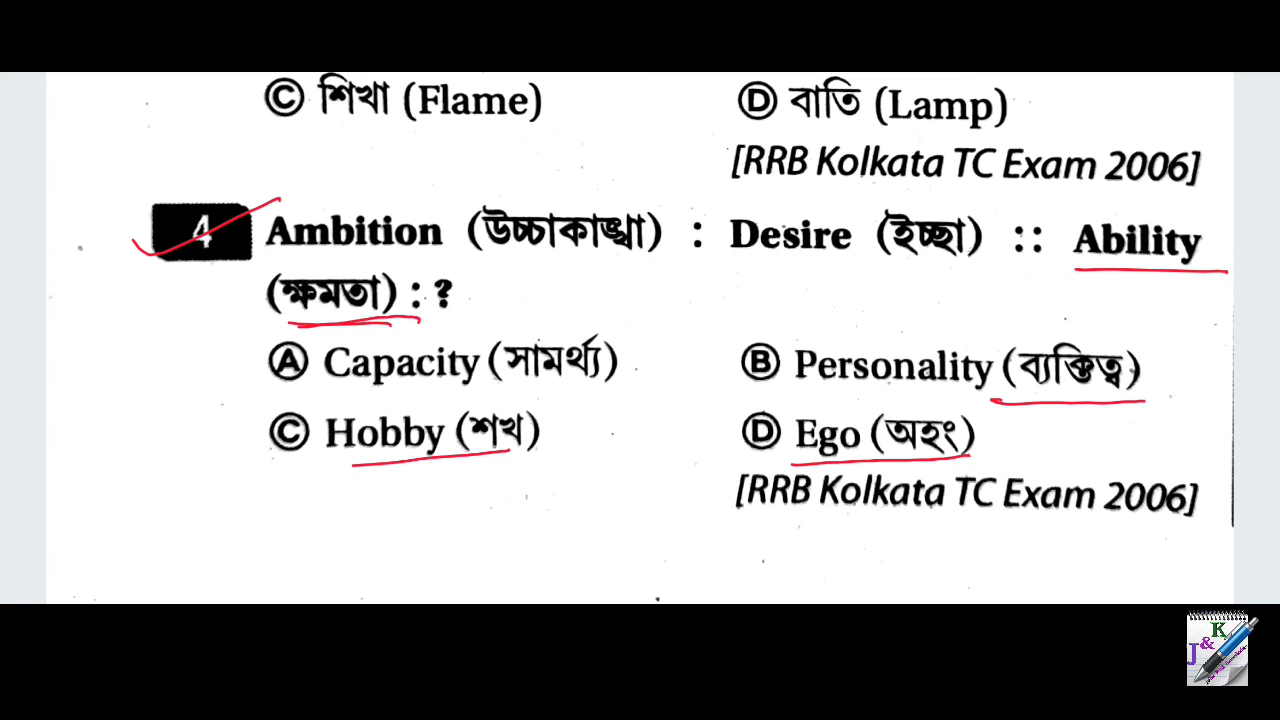 Ⓒ শিখা (Flame) Ⓓ বাতি (Lamp)
[RRB Kolkata TC Exam 2006]
4 Ambition (উচ্চাকাঙ্খা) : Desire (ইচ্ছা) :: Ability
(ক্ষমতা) : ?
Ⓐ Capacity (সামর্থ্য) Ⓑ Personality (ব্যক্তিত্ব)
Ⓒ Hobby (শখ) Ⓓ Ego (অহং)
[RRB Kolkata TC Exam 2006]
J&K